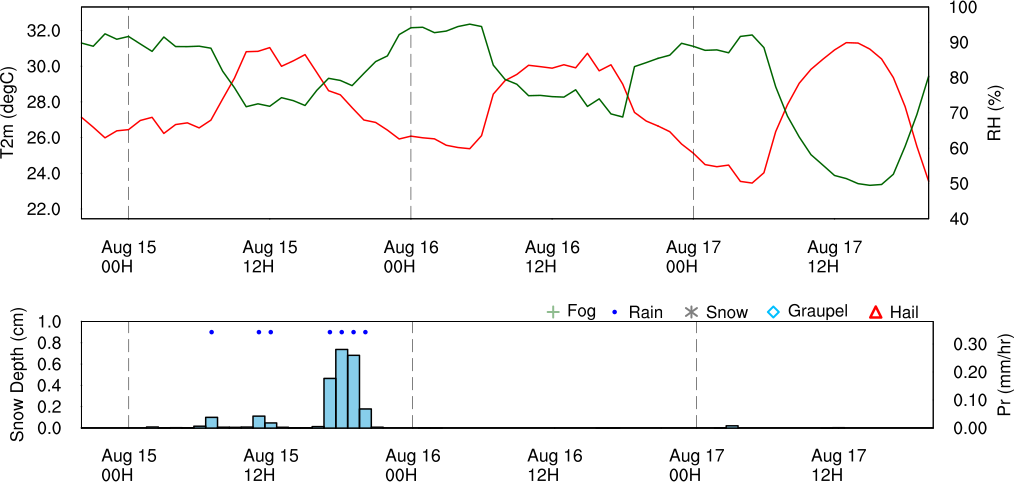 T2m (degC)
32.0
30.0
28.0
26.0
24.0
22.0
100
90
80
70
60
50
40
RH (%)
Aug 15 Aug 15 Aug 16 Aug 16 Aug 17 Aug 17
00H 12H 00H 12H 00H 12H
Fog Rain Snow Graupel Hail
Snow Depth (cm)
1.0
0.8
0.6
0.4
0.2
0.0
0.30
0.20
0.10
0.00
Pr (mm/hr)
Aug 15 Aug 15 Aug 16 Aug 16 Aug 17 Aug 17
00H 12H 00H 12H 00H 12H